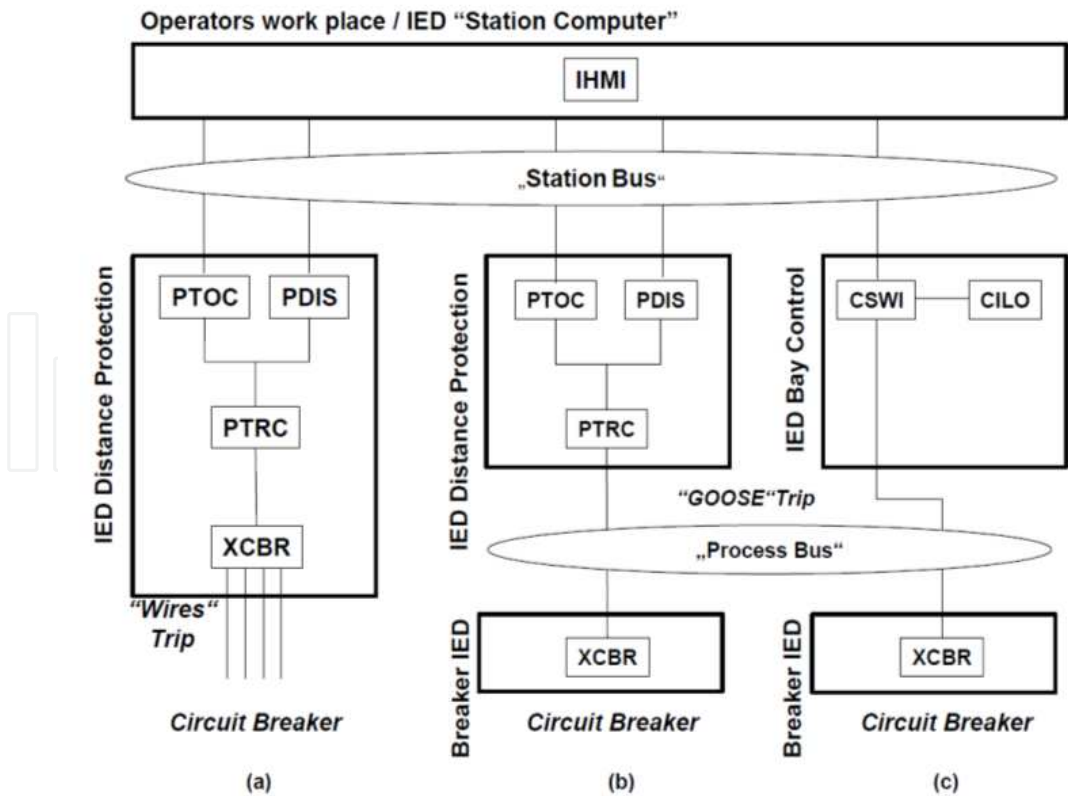 Operators work place / IED “Station Computer”
IHMI
„Station Bus“
IED Distance Protection
PTOC
PDIS
PTRC
XCBR
“Wires“
Trip
Circuit Breaker
(a)
IED Distance Protection
PTOC
PDIS
PTRC
IED Bay Control
CSWI
CILO
“GOOSE“Trip
„Process Bus“
Breaker IED
XCBR
Circuit Breaker
(b)
Breaker IED
XCBR
Circuit Breaker
(c)